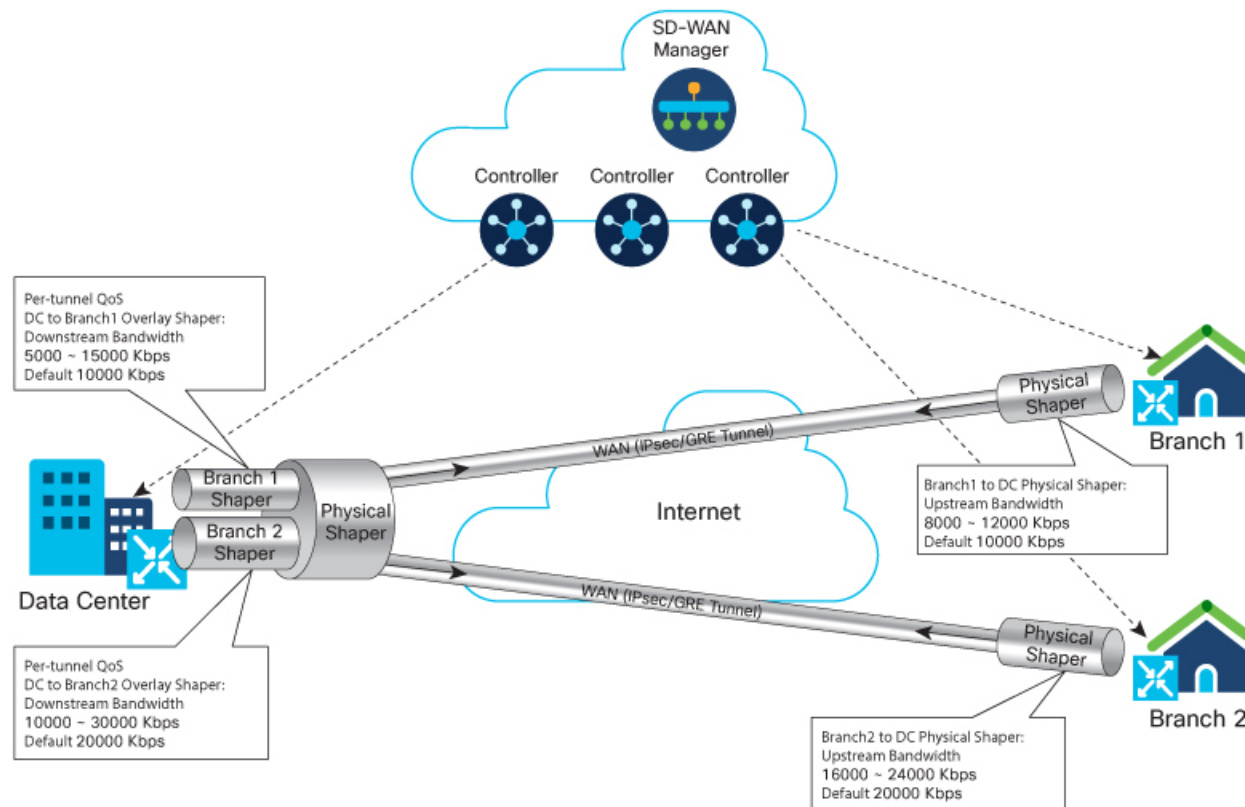 SD-WAN
Manager
Controller
Controller
Controller
Per-tunnel QoS
DC to Branch1 Overlay Shaper:
Downstream Bandwidth
5000 ~ 15000 Kbps
Default 10000 Kbps
Physical
Shaper
Branch 1
WAN (IPsec/GRE Tunnel)
Branch 1
Shaper
Branch 2
Shaper
Physical
Shaper
Internet
Branch1 to DC Physical Shaper:
Upstream Bandwidth
8000 ~ 12000 Kbps
Default 10000 Kbps
Data Center
WAN (IPsec/GRE Tunnel)
Physical
Shaper
Branch 2
Per-tunnel QoS
DC to Branch2 Overlay Shaper:
Downstream Bandwidth
10000 ~ 30000 Kbps
Default 20000 Kbps
Branch2 to DC Physical Shaper:
Upstream Bandwidth
16000 ~ 24000 Kbps
Default 20000 Kbps